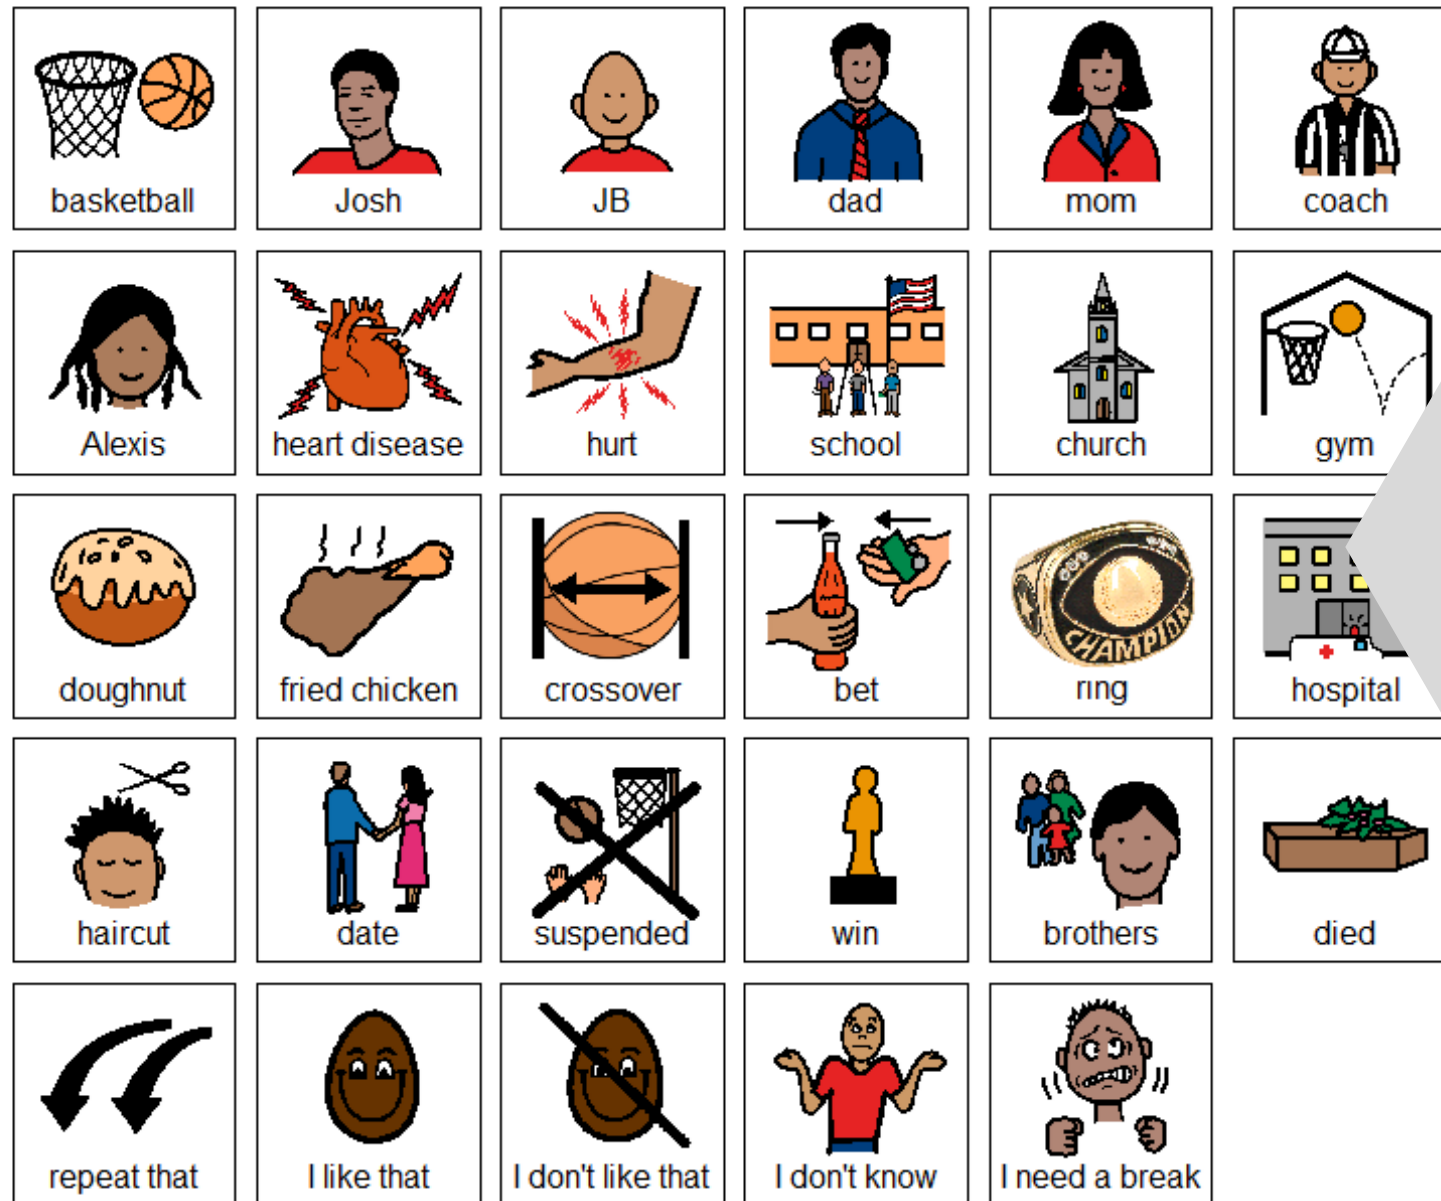 basketball
Josh
JB
dad
mom
coach
Alexis
heart disease
hurt
school
church
gym
CHAMPION
doughnut
fried chicken
crossover
bet
ring
hospital
haircut
date
suspended
win
brothers
died
repeat that
I like that
I don't like that
I don't know
I need a break